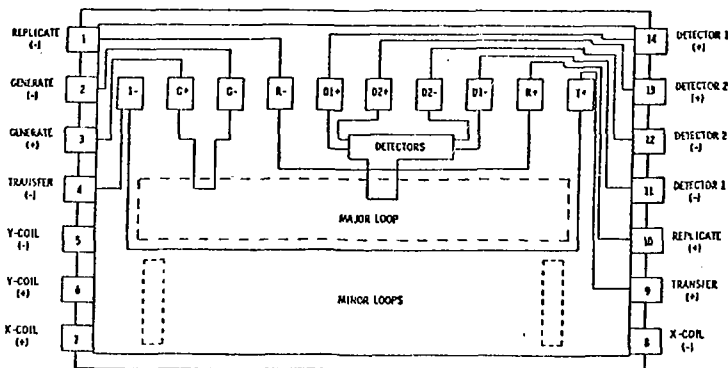 REPLICATE
(-)
1
GENERATE
(-)
2
GENERATE
(+)
3
TRANSFER
(-)
4
Y-COIL
(-)
5
Y-COIL
(+)
6
X-COIL
(+)
7
G+
G-
R-
D1+
D2+
D2-
D1-
R+
DETECTORS
MAJOR LOOP
MINOR LOOPS
14
DETECTOR 1
(+)
13
DETECTOR 2
(+)
12
DETECTOR 2
(-)
11
DETECTOR 1
(-)
10
REPLICATE
(+)
9
TRANSFER
(+)
8
X-COIL
(-)